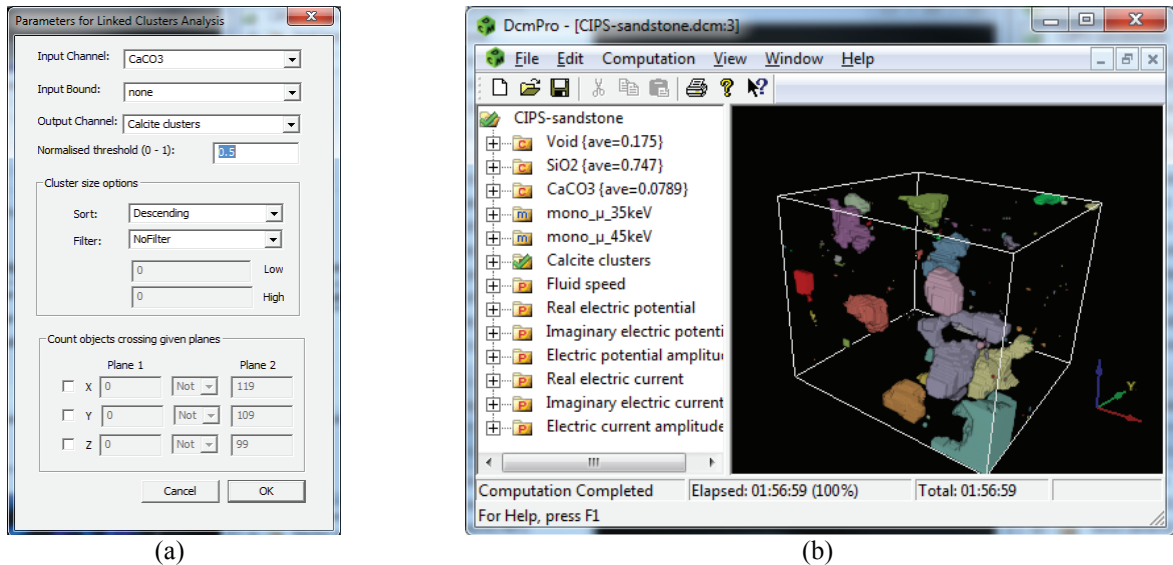 Parameters for Linked Clusters Analysis
Input Channel: CaCO3
Input Bound: none
Output Channel: Calcite clusters
Normalised threshold (0 - 1): 0.5
Cluster size options
Sort: Descending
Filter: NoFilter
0 Low
0 High
Count objects crossing given planes
Plane 1 Plane 2
X 0 Not 119
Y 0 Not 109
Z 0 Not 99
Cancel OK
(a)
DcmPro - [CIPS-sandstone.dcm:3]
File Edit Computation View Window Help
CIPS-sandstone
C Void {ave=0.175}
C SiO2 {ave=0.747}
C CaCO3 {ave=0.0789}
m mono_μ_35keV
m mono_μ_45keV
Calcite clusters
P Fluid speed
P Real electric potential
P Imaginary electric potenti
P Electric potential amplitude
P Real electric current
P Imaginary electric current
P Electric current amplitude
Y
Computation Completed Elapsed: 01:56:59 (100%) Total: 01:56:59
For Help, press F1
(b)